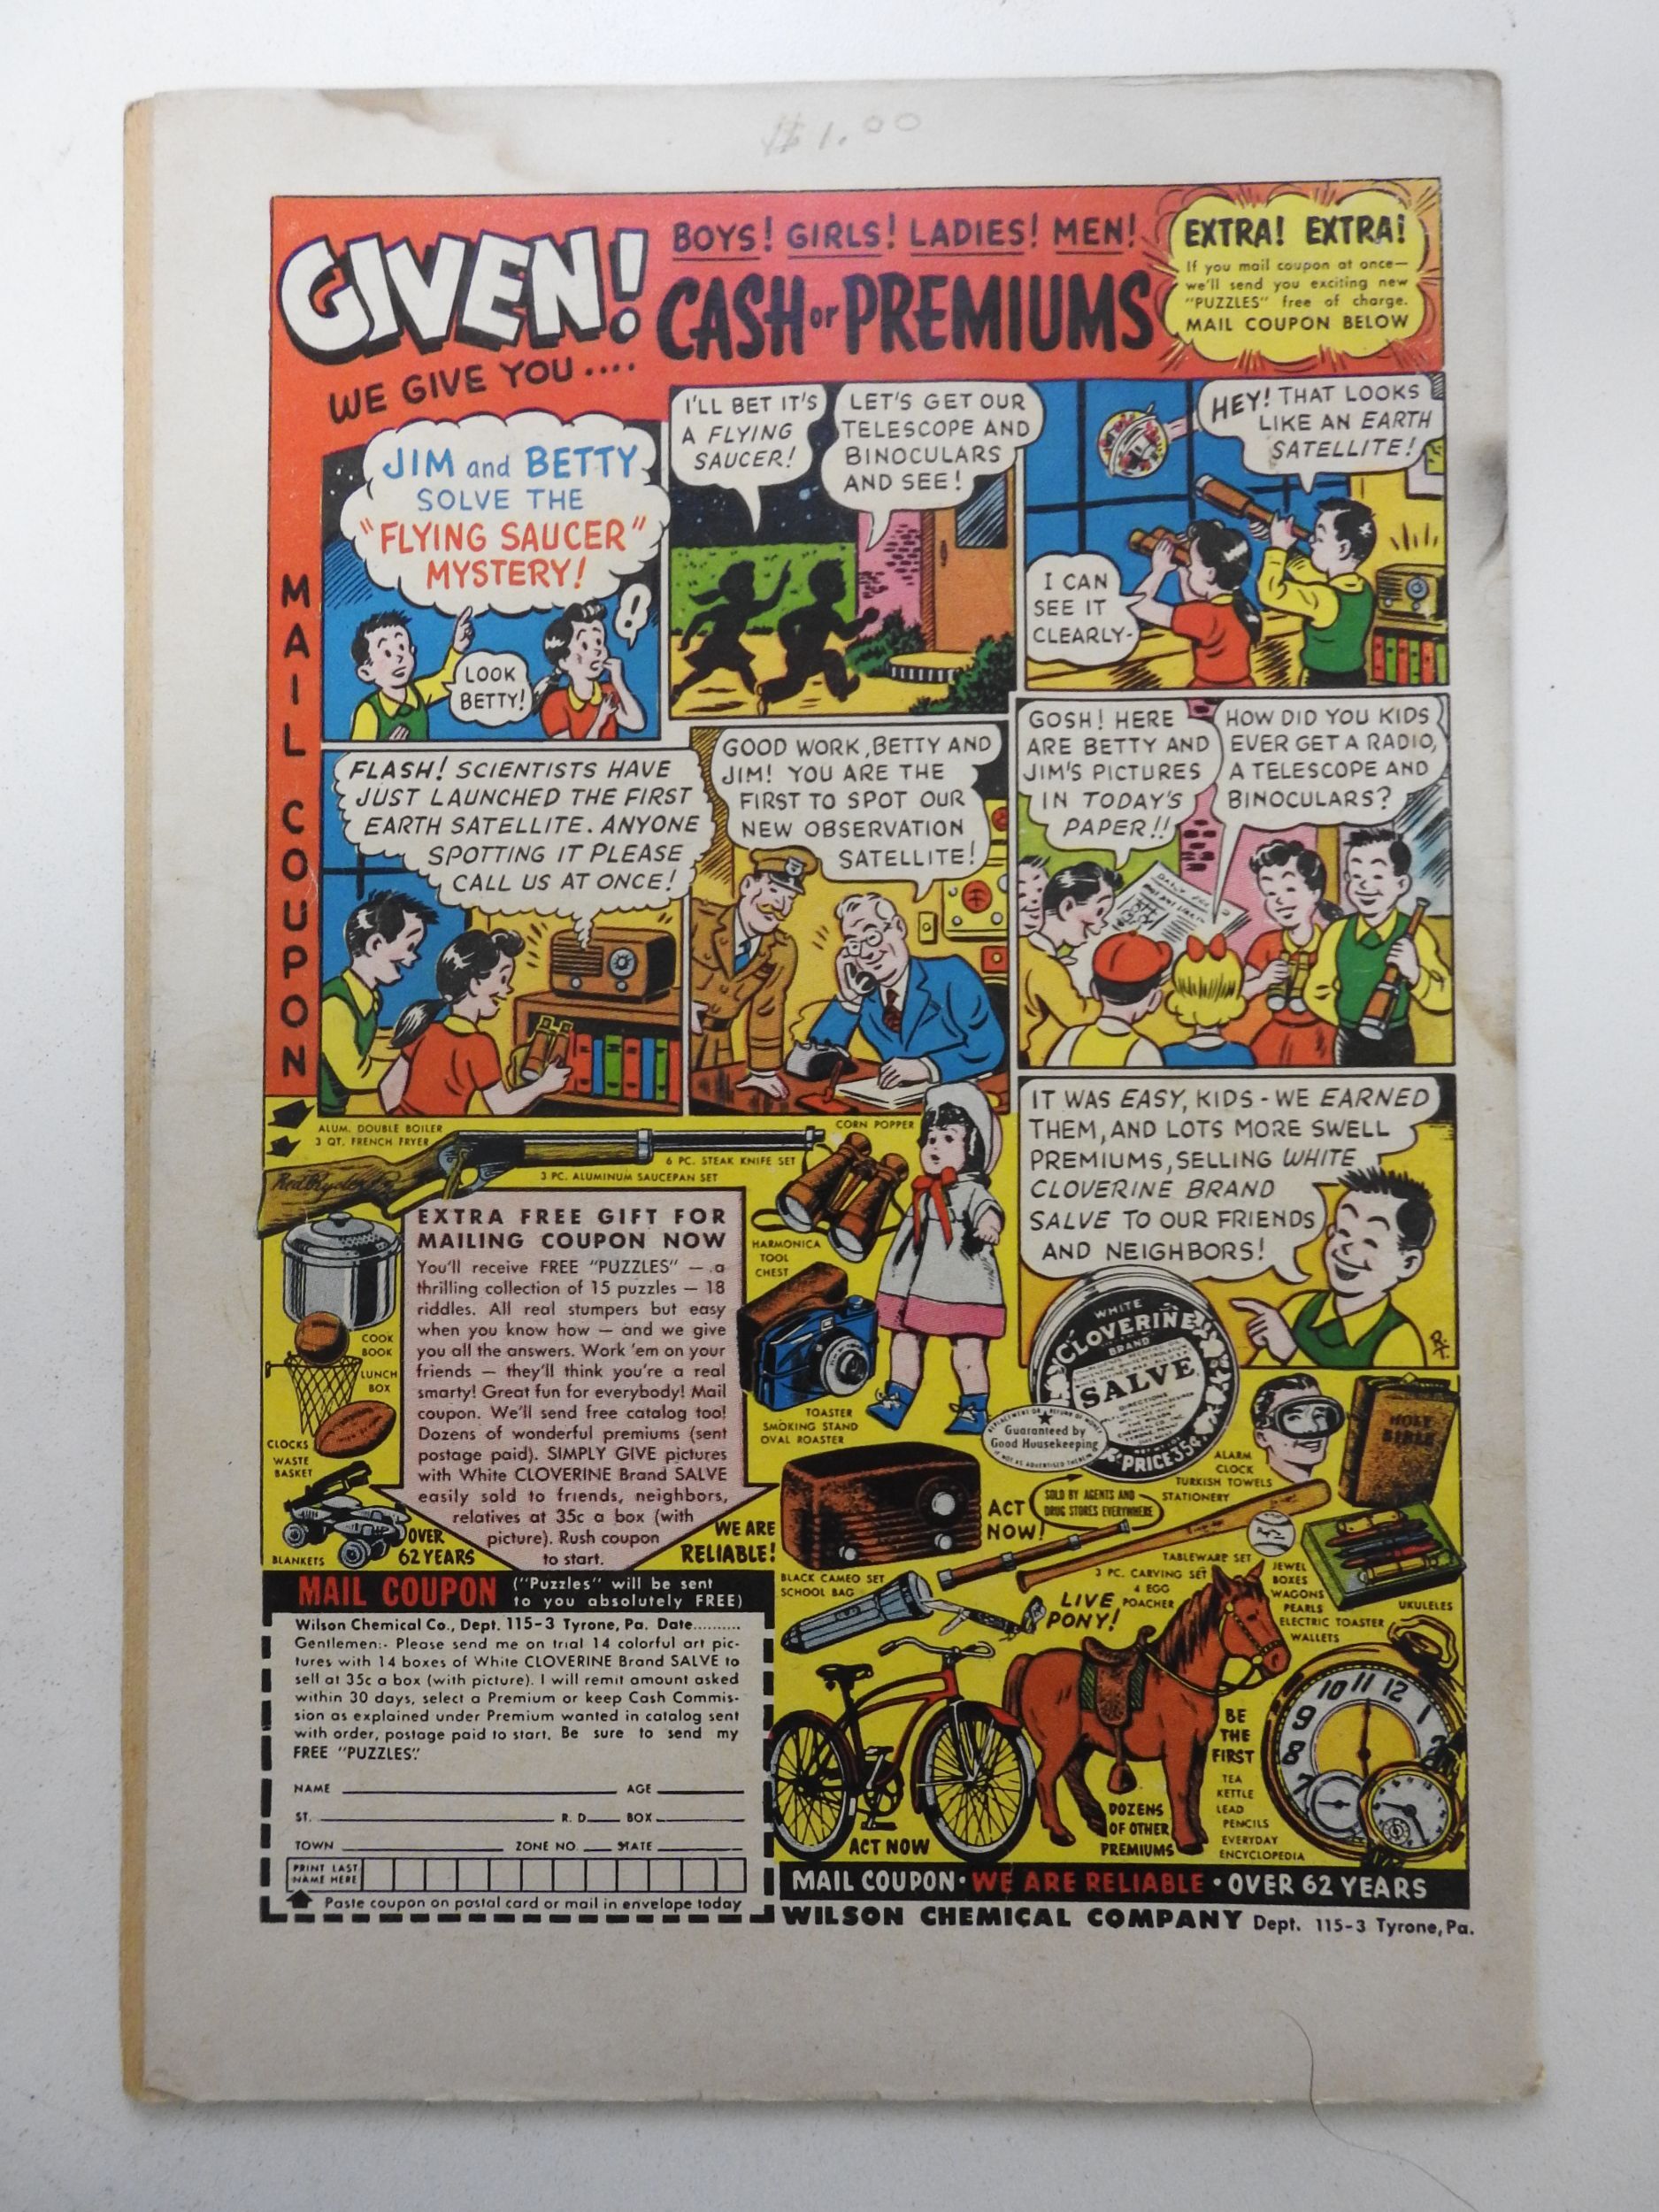 $1.00
GIVEN!
WE GIVE YOU....
BOYS! GIRLS! LADIES! MEN!
CASH or PREMIUMS
EXTRA! EXTRA!
If you mail coupon at once—
we'll send you exciting new
"PUZZLES" free of charge.
MAIL COUPON BELOW
MAIL COUPON
JIM and BETTY
SOLVE THE
"FLYING SAUCER"
MYSTERY!
LOOK
BETTY!
!
I'LL BET IT'S
A FLYING
SAUCER!
LET'S GET OUR
TELESCOPE AND
BINOCULARS
AND SEE!
HEY! THAT LOOKS
LIKE AN EARTH
SATELLITE!
I CAN
SEE IT
CLEARLY-
FLASH! SCIENTISTS HAVE
JUST LAUNCHED THE FIRST
EARTH SATELLITE. ANYONE
SPOTTING IT PLEASE
CALL US AT ONCE!
GOOD WORK, BETTY AND
JIM! YOU ARE THE
FIRST TO SPOT OUR
NEW OBSERVATION
SATELLITE!
GOSH! HERE
ARE BETTY AND
JIM'S PICTURES
IN TODAY'S
PAPER!!
HOW DID YOU KIDS
EVER GET A RADIO,
A TELESCOPE AND
BINOCULARS?
DAILY
IT WAS EASY, KIDS - WE EARNED
THEM, AND LOTS MORE SWELL
PREMIUMS, SELLING WHITE
CLOVERINE BRAND
SALVE TO OUR FRIENDS
AND NEIGHBORS!
ALUM. DOUBLE BOILER
3 QT. FRENCH FRYER
CORN POPPER
6 PC. STEAK KNIFE SET
3 PC. ALUMINUM SAUCEPAN SET
Red Ryder
EXTRA FREE GIFT FOR
MAILING COUPON NOW
You'll receive FREE "PUZZLES" — a
thrilling collection of 15 puzzles — 18
riddles. All real stumpers but easy
when you know how — and we give
you all the answers. Work 'em on your
friends — they'll think you're a real
smarty! Great fun for everybody! Mail
coupon. We'll send free catalog too!
Dozens of wonderful premiums (sent
postage paid). SIMPLY GIVE pictures
with White CLOVERINE Brand SALVE
easily sold to friends, neighbors,
relatives at 35c a box (with
picture). Rush coupon
to start.
COOK
BOOK
LUNCH
BOX
CLOCKS
WASTE
BASKET
BLANKETS
OVER
62 YEARS
WE ARE
RELIABLE!
HARMONICA
TOOL
CHEST
TOASTER
SMOKING STAND
OVAL ROASTER
WHITE
CLOVERINE
BRAND
SALVE
DIRECTIONS
PRICE 35¢
Guaranteed by
Good Housekeeping
HOLY
BIBLE
ALARM
CLOCK
TURKISH TOWELS
STATIONERY
ACT
NOW!
SOLD BY AGENTS AND
DRUG STORES EVERYWHERE
BLACK CAMEO SET
SCHOOL BAG
TABLEWARE SET
3 PC. CARVING SET
4 EGG
POACHER
LIVE
PONY!
JEWEL
BOXES
WAGONS
PEARLS
ELECTRIC TOASTER
WALLETS
UKULELES
10 11 12
9
8
7
1
BE
THE
FIRST
TEA
KETTLE
LEAD
PENCILS
EVERYDAY
ENCYCLOPEDIA
ACT NOW
DOZENS
OF OTHER
PREMIUMS
MAIL COUPON ("Puzzles" will be sent
to you absolutely FREE)
Wilson Chemical Co., Dept. 115-3 Tyrone, Pa. Date..........
Gentlemen:- Please send me on trial 14 colorful art pic-
tures with 14 boxes of White CLOVERINE Brand SALVE to
sell at 35c a box (with picture). I will remit amount asked
within 30 days, select a Premium or keep Cash Commis-
sion as explained under Premium wanted in catalog sent
with order, postage paid to start. Be sure to send my
FREE "PUZZLES".
NAME AGE
ST. R. D. BOX
TOWN ZONE NO. STATE
PRINT LAST
NAME HERE
Paste coupon on postal card or mail in envelope today
MAIL COUPON • WE ARE RELIABLE • OVER 62 YEARS
WILSON CHEMICAL COMPANY Dept. 115-3 Tyrone, Pa.